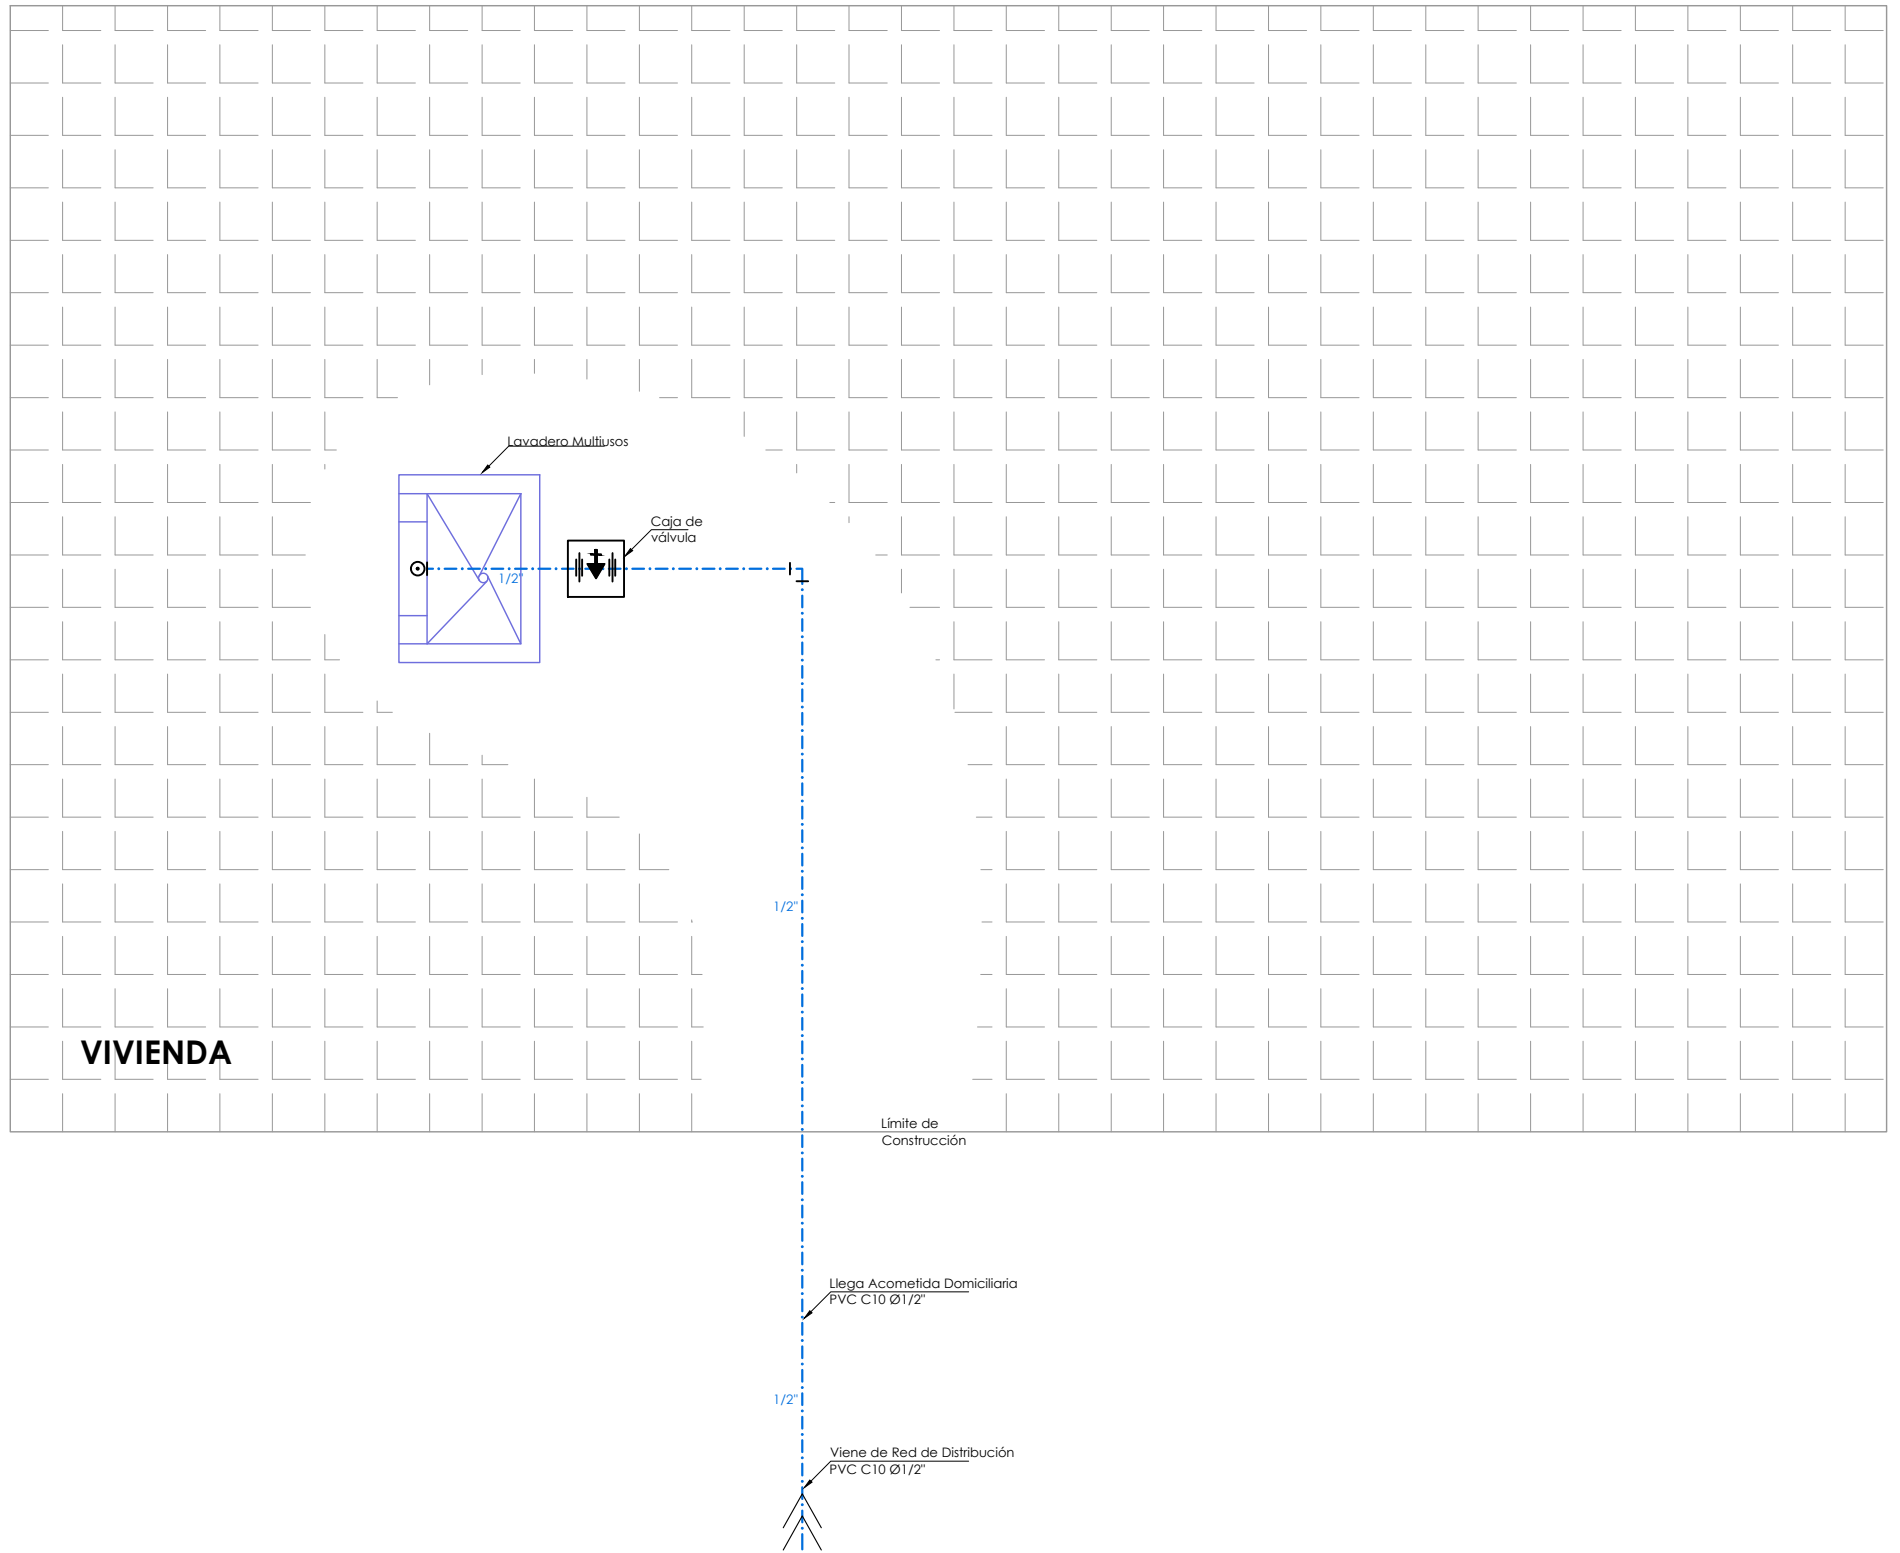 Lavadero Multiusos
Caja de
válvula
1/2"
1/2"
VIVIENDA
Límite de
Construcción
Llega Acometida Domiciliaria
PVC C10 Ø1/2"
1/2"
Viene de Red de Distribución
PVC C10 Ø1/2"